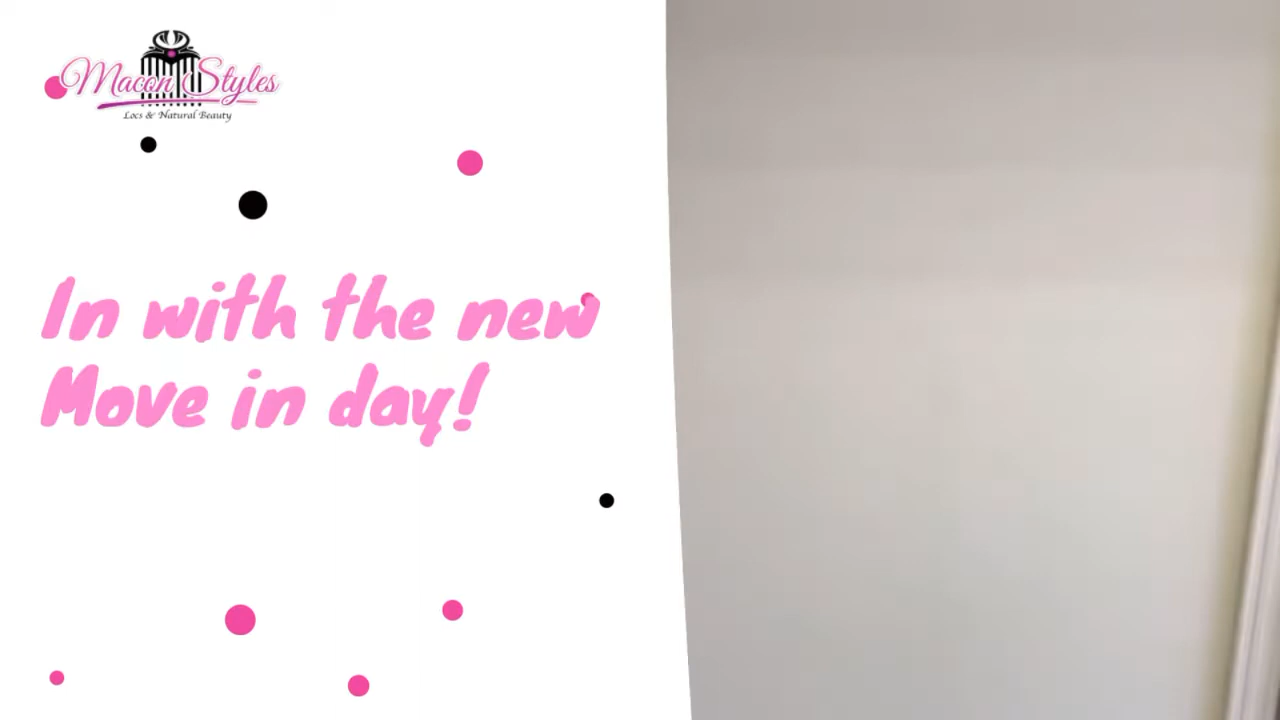 Macon Styles
Locs & Natural Beauty
In with the new
Move in day!